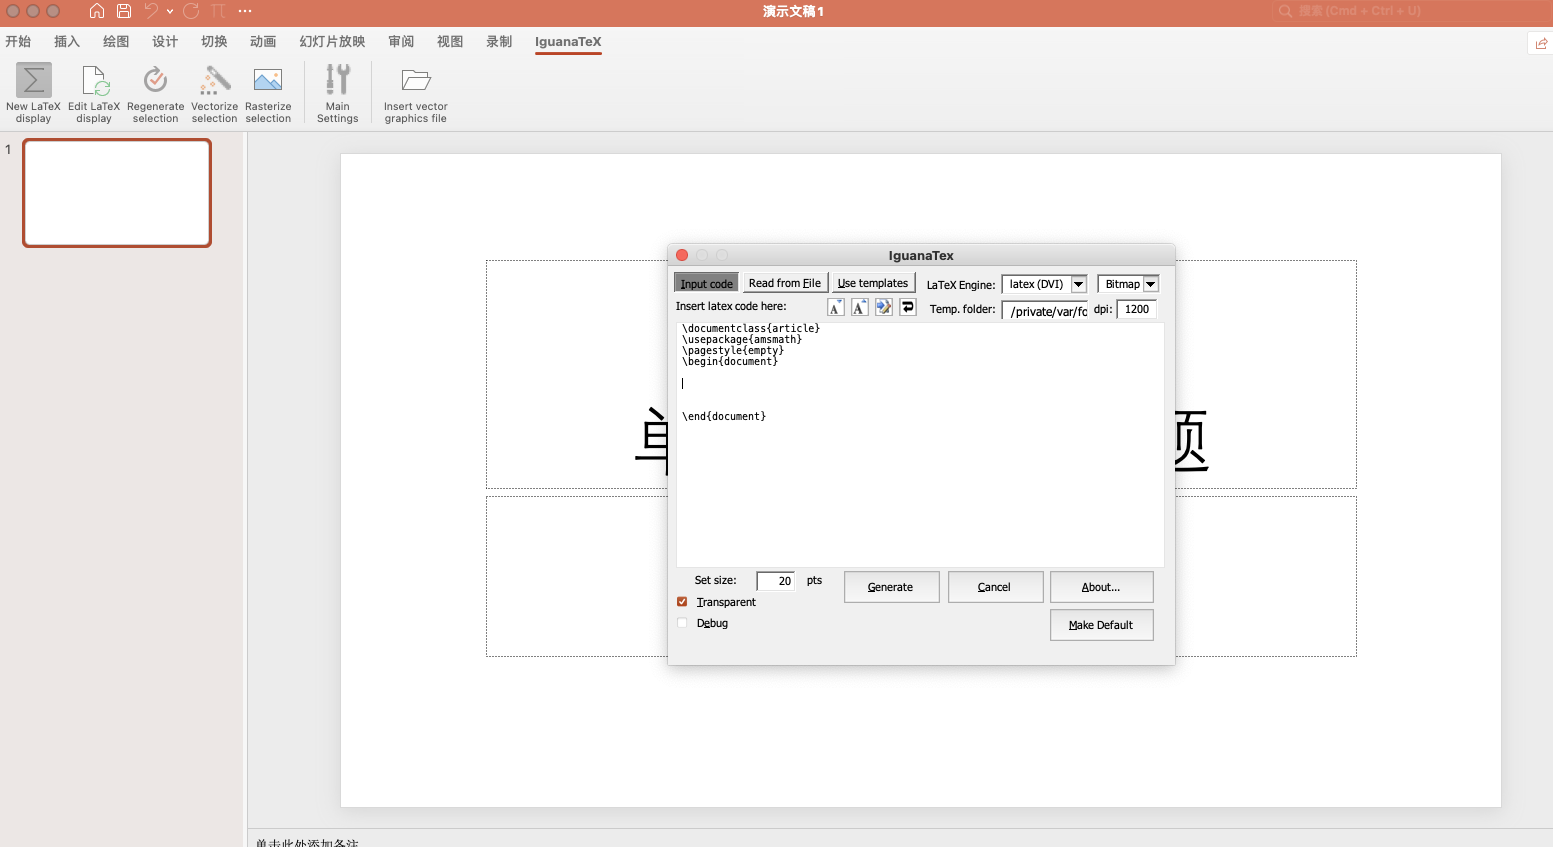 演示文稿1
搜索 (Cmd + Ctrl + U)
开始 插入 绘图 设计 切换 动画 幻灯片放映 审阅 视图 录制 IguanaTeX
New LaTeX display
Edit LaTeX display
Regenerate selection
Vectorize selection
Rasterize selection
Main Settings
Insert vector graphics file
1
IguanaTex
Input code Read from File Use templates LaTeX Engine: latex (DVI) Bitmap
Insert latex code here: Temp. folder: /private/var/fo dpi: 1200
\documentclass{article}
\usepackage{amsmath}
\pagestyle{empty}
\begin{document}
\end{document}
单 题
Set size: 20 pts Generate Cancel About...
Transparent
Debug
Make Default
单击此处添加备注